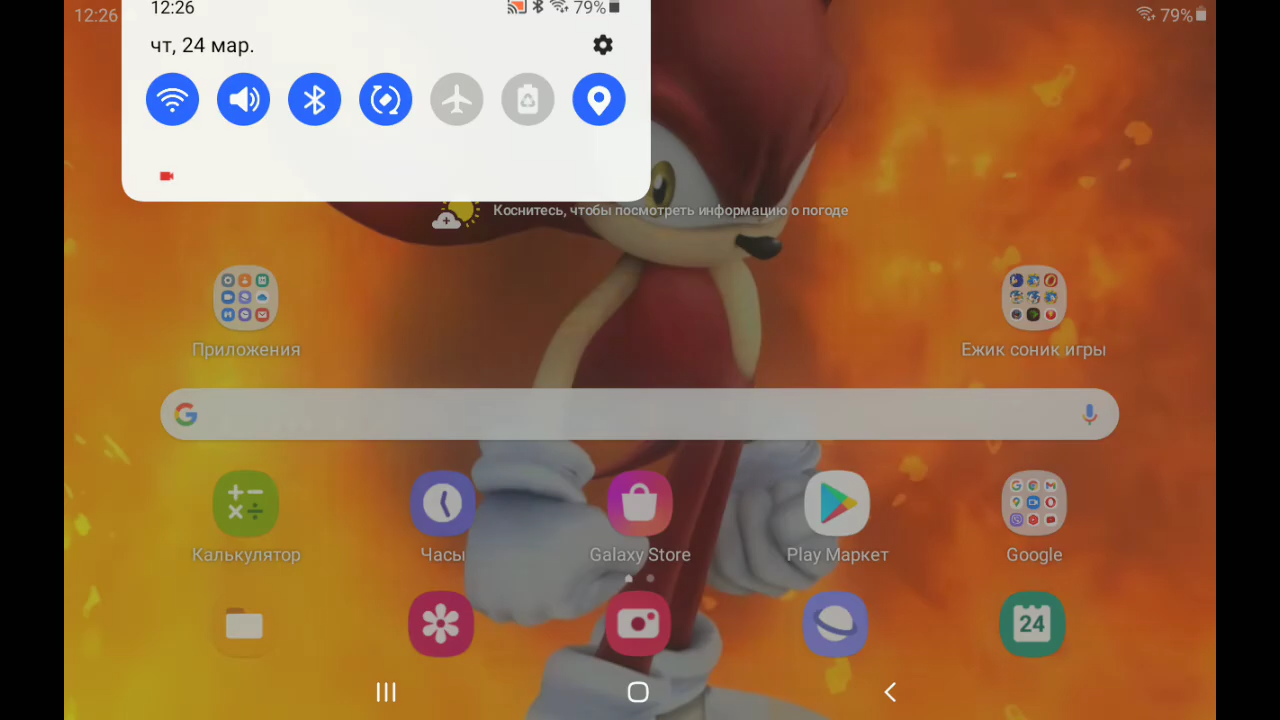 12:26
12:26
79%
79%
чт, 24 мар.
Коснитесь, чтобы посмотреть информацию о погоде
Приложения
Ежик соник игры
Калькулятор
Часы
Galaxy Store
Play Маркет
Google
24